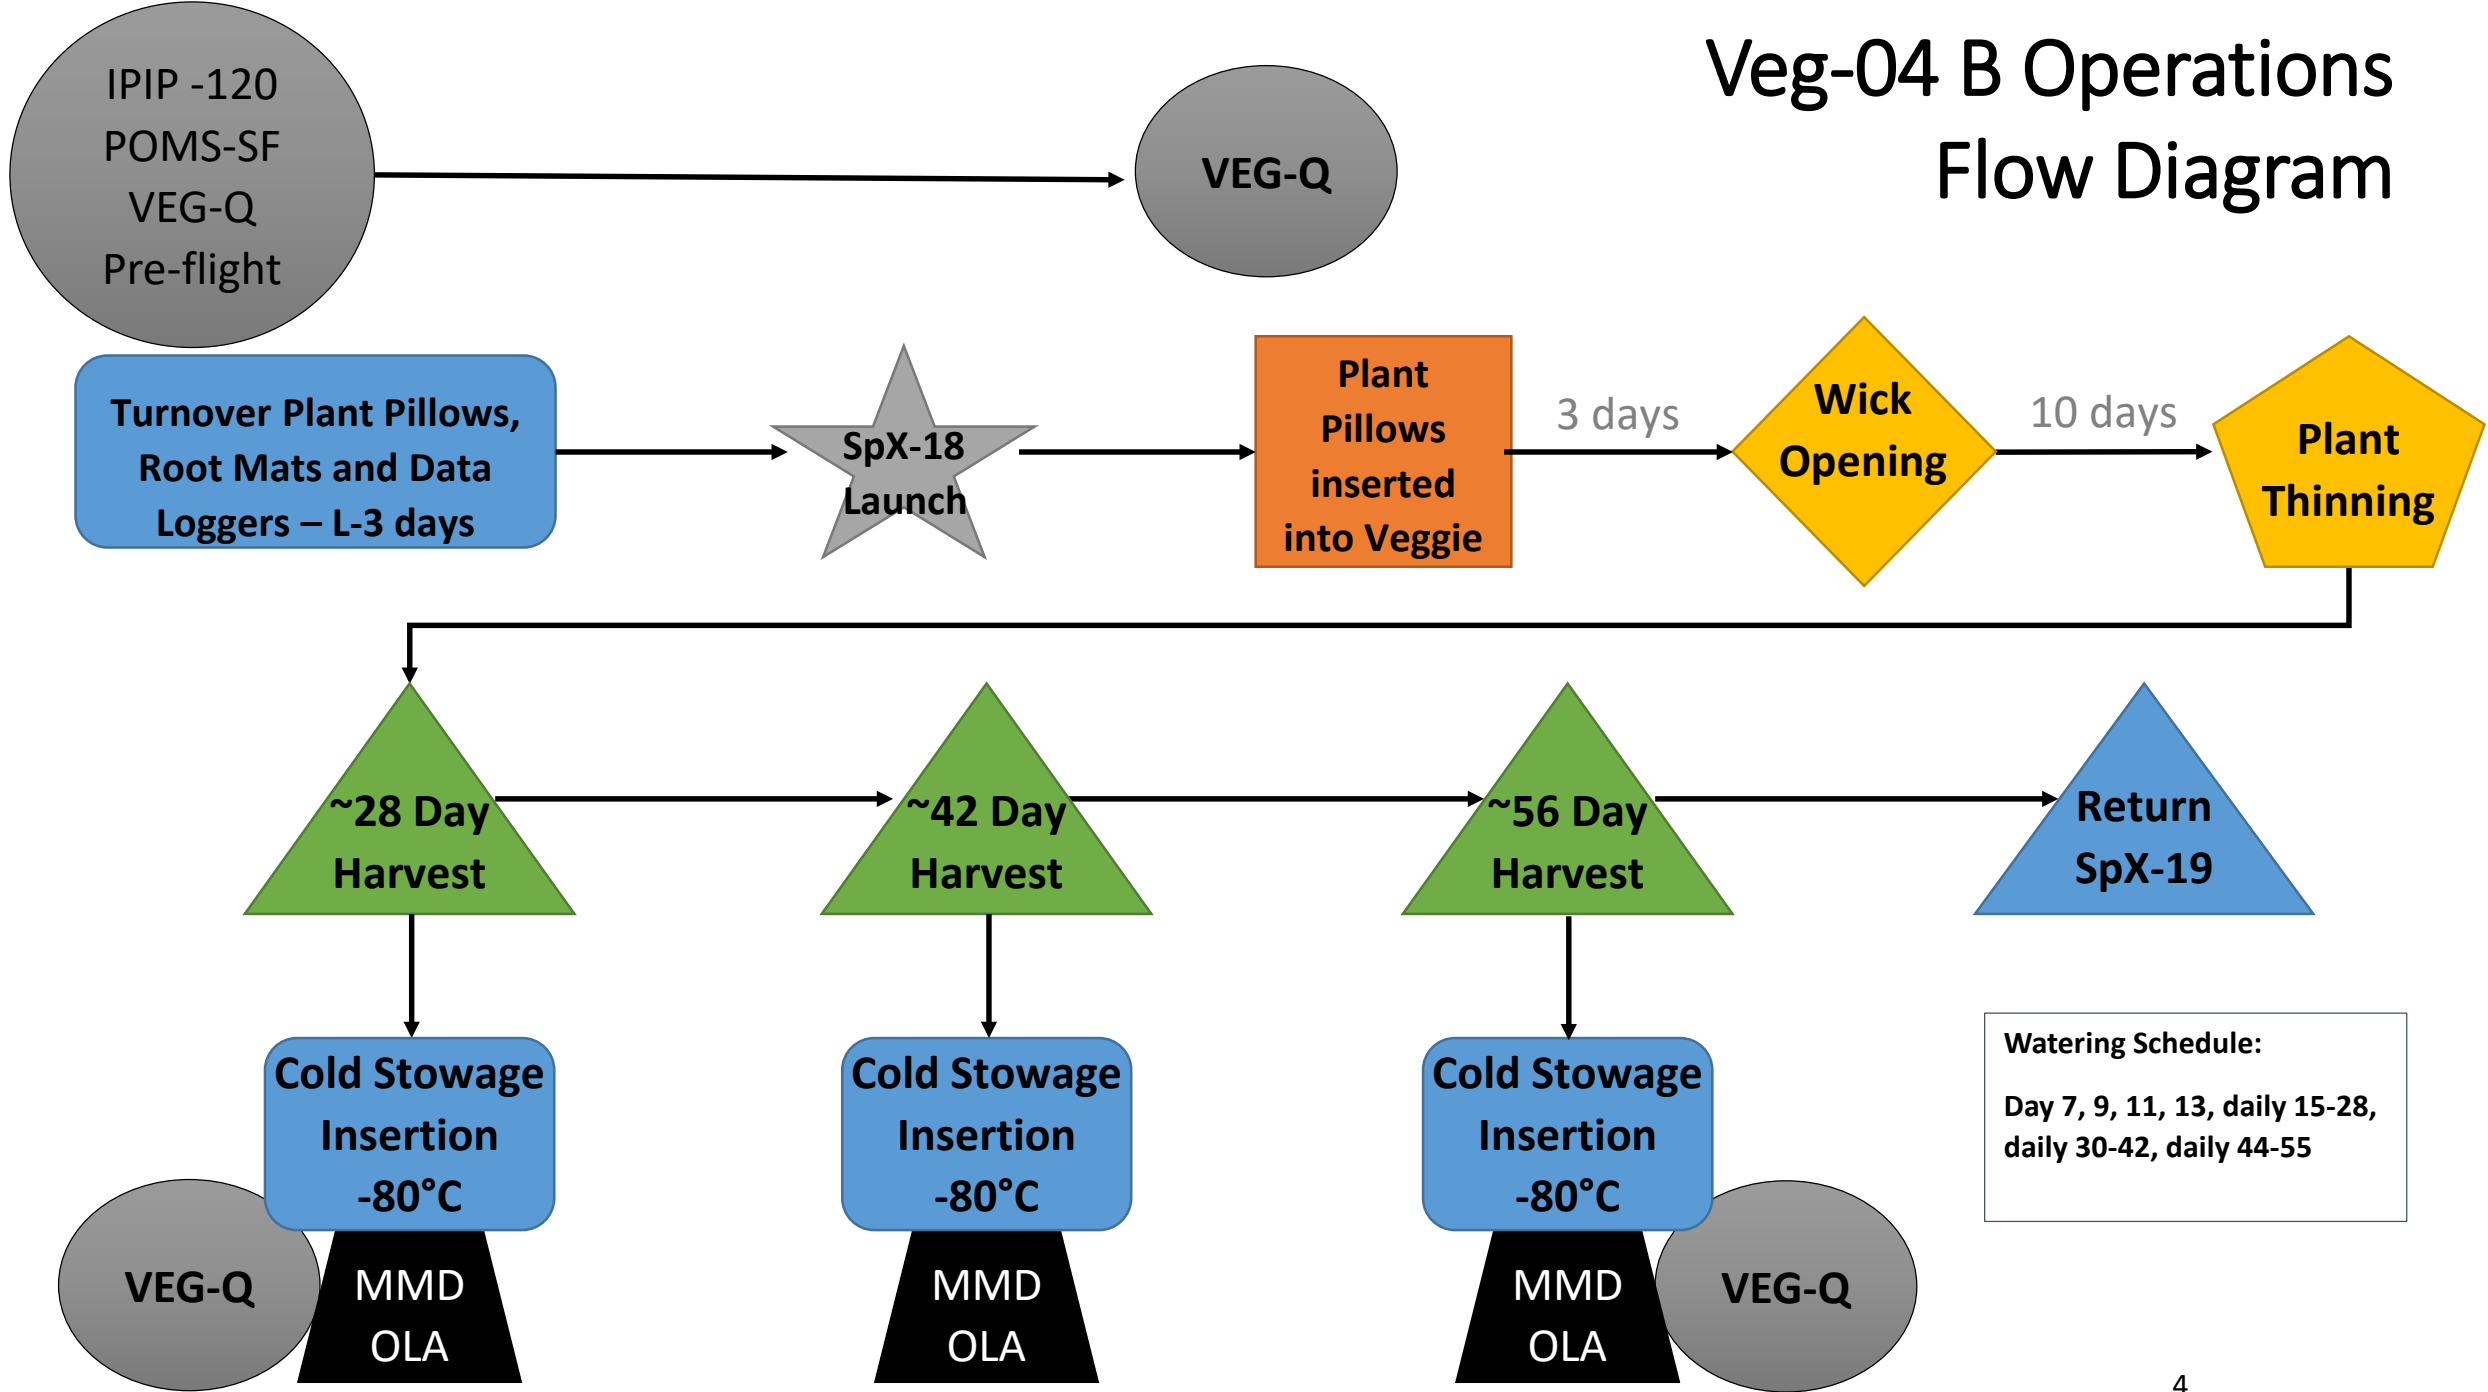 Veg-04 B Operations
Flow Diagram
IPIP -120
POMS-SF
VEG-Q
Pre-flight
VEG-Q
Turnover Plant Pillows,
Root Mats and Data
Loggers – L-3 days
SpX-18
Launch
Plant
Pillows
inserted
into Veggie
3 days
Wick
Opening
10 days
Plant
Thinning
~28 Day
Harvest
~42 Day
Harvest
~56 Day
Harvest
Return
SpX-19
Cold Stowage
Insertion
-80°C
Cold Stowage
Insertion
-80°C
Cold Stowage
Insertion
-80°C
Watering Schedule:
Day 7, 9, 11, 13, daily 15-28,
daily 30-42, daily 44-55
VEG-Q
MMD
OLA
MMD
OLA
MMD
OLA
VEG-Q
4